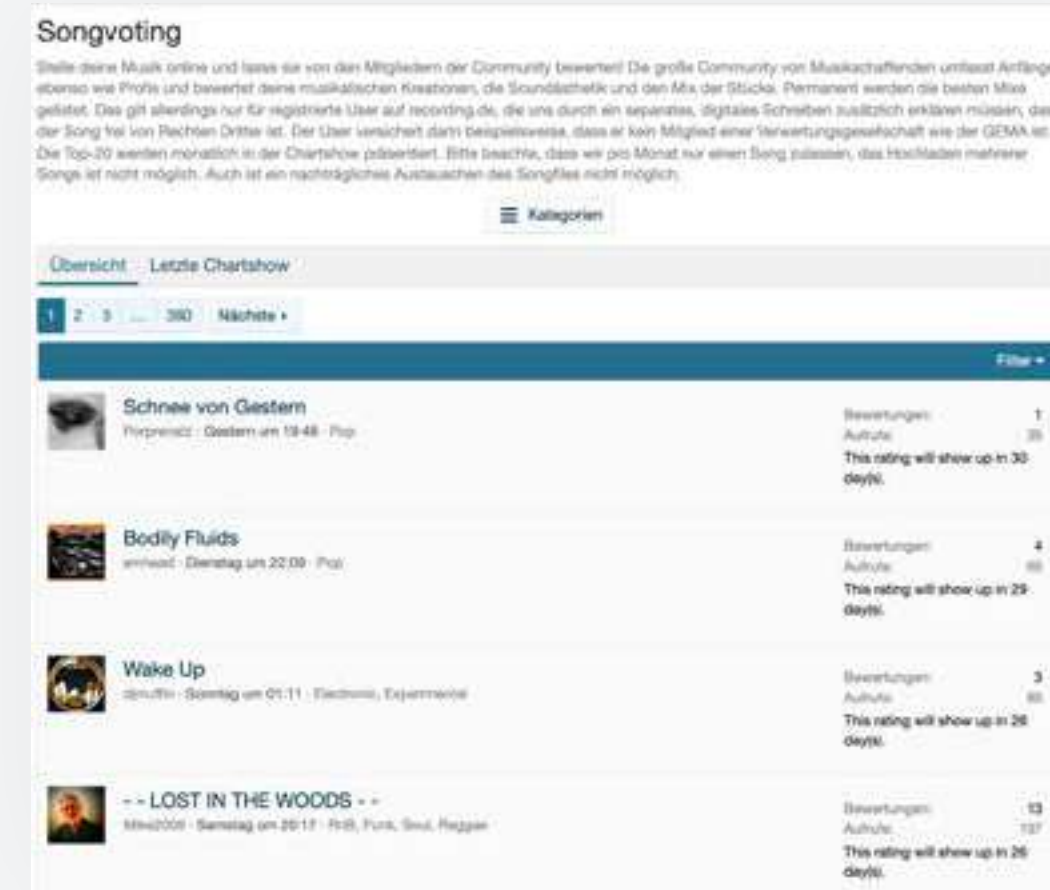 Songvoting
Stelle deine Musik online und lasse sie von den Mitgliedern der Community bewerten! Die große Community von Musikschaffenden umfasst Anfänge
ebenso wie Profis und bewertet deine musikalischen Kreationen, die Soundästhetik und den Mix der Stücke. Permanent werden die besten Mixe
gelistet. Das gilt allerdings nur für registrierte User auf recording.de, die uns durch ein separates, digitales Schreiben zusätzlich erklären müssen, das
der Song frei von Rechten Dritter ist. Der User versichert darin beispielsweise, dass er kein Mitglied einer Verwertungsgesellschaft wie der GEMA ist
Die Top-20 werden monatlich in der Chartshow präsentiert. Bitte beachte, dass wir pro Monat nur einen Song zulassen, das Hochladen mehrerer
Songs ist nicht möglich. Auch ist ein nachträgliches Austauschen des Songfiles nicht möglich.
Kategorien
Übersicht Letzte Chartshow
1 2 3 ... 380 Nächste
Filter
Schnee von Gestern
Gestern um 19:48 · Pop
Bewertungen: 1
Aufrufe:
This rating will show up in 30
day(s).
Bodily Fluids
Dienstag um 22:09 · Pop
Bewertungen: 4
Aufrufe:
This rating will show up in 29
day(s).
Wake Up
Sonntag um 01:11 · Electronic, Experimental
Bewertungen: 3
Aufrufe:
This rating will show up in 26
day(s).
- - LOST IN THE WOODS - -
Samstag um 20:17 · RnB, Funk, Soul, Reggae
Bewertungen: 13
Aufrufe: 137
This rating will show up in 26
day(s).